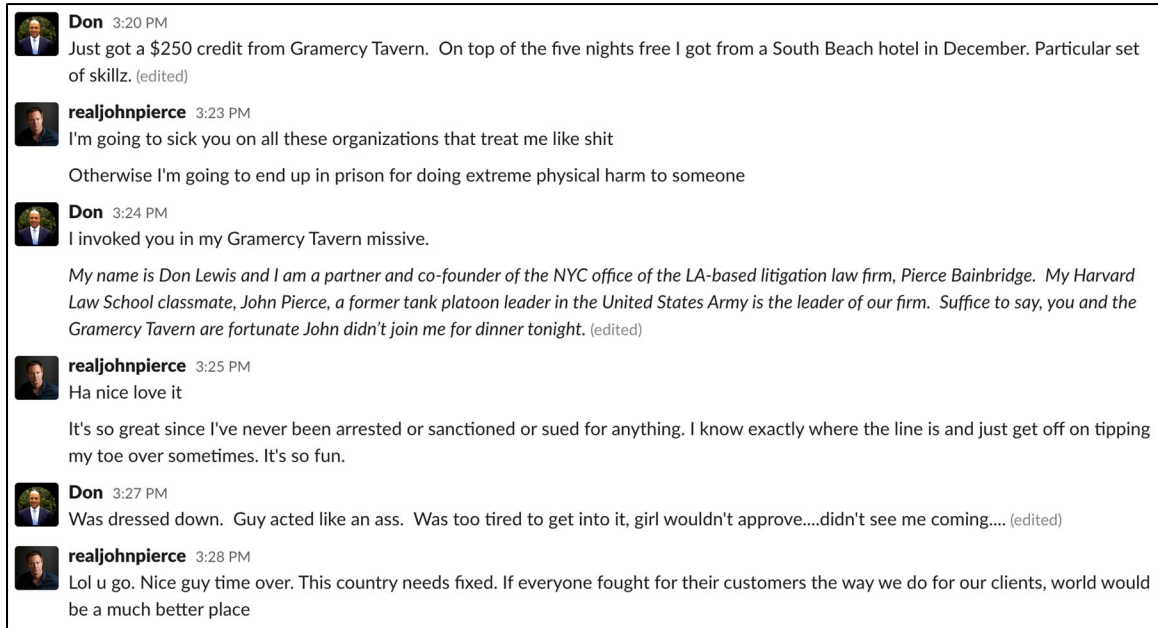 Don 3:20 PM
Just got a $250 credit from Gramercy Tavern.  On top of the five nights free I got from a South Beach hotel in December. Particular set
of skillz. (edited)
realjohnpierce 3:23 PM
I'm going to sick you on all these organizations that treat me like shit
Otherwise I'm going to end up in prison for doing extreme physical harm to someone
Don 3:24 PM
I invoked you in my Gramercy Tavern missive.
My name is Don Lewis and I am a partner and co-founder of the NYC office of the LA-based litigation law firm, Pierce Bainbridge.  My Harvard
Law School classmate, John Pierce, a former tank platoon leader in the United States Army is the leader of our firm.  Suffice to say, you and the
Gramercy Tavern are fortunate John didn't join me for dinner tonight. (edited)
realjohnpierce 3:25 PM
Ha nice love it
It's so great since I've never been arrested or sanctioned or sued for anything. I know exactly where the line is and just get off on tipping
my toe over sometimes. It's so fun.
Don 3:27 PM
Was dressed down.  Guy acted like an ass.  Was too tired to get into it, girl wouldn't approve....didn't see me coming.... (edited)
realjohnpierce 3:28 PM
Lol u go. Nice guy time over. This country needs fixed. If everyone fought for their customers the way we do for our clients, world would
be a much better place